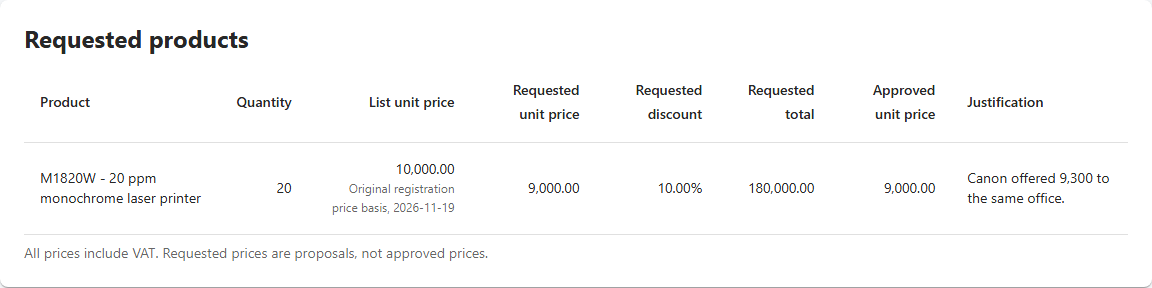 Requested products
Product Quantity List unit price Requested unit price Requested discount Requested total Approved unit price Justification
M1820W - 20 ppm monochrome laser printer 20 10,000.00 Original registration price basis, 2026-11-19 9,000.00 10.00% 180,000.00 9,000.00 Canon offered 9,300 to the same office.
All prices include VAT. Requested prices are proposals, not approved prices.